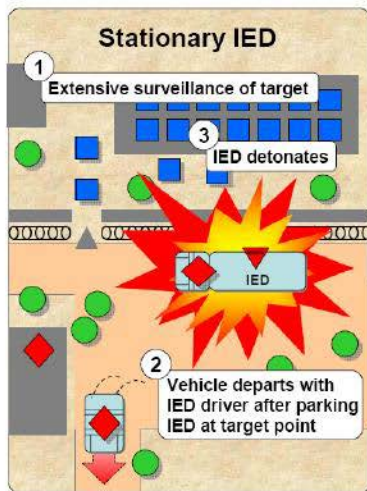 Stationary IED
1
Extensive surveillance of target
3
IED detonates
IED
2
Vehicle departs with
IED driver after parking
IED at target point